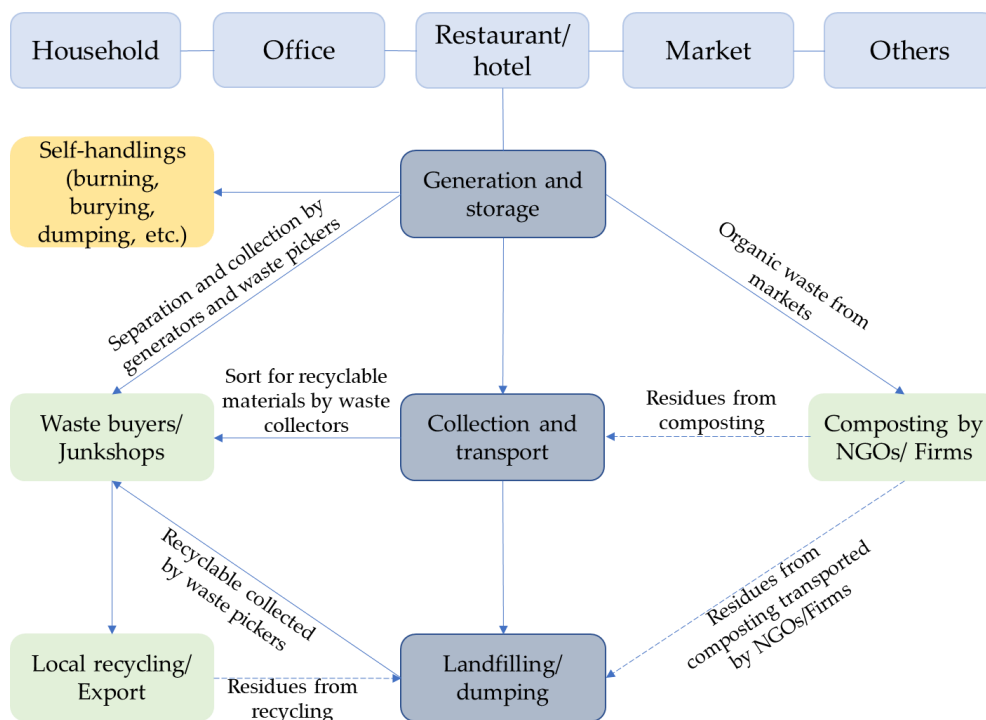 Household
Office
Restaurant/
hotel
Market
Others
Self-handlings
(burning,
burying,
dumping, etc.)
Generation and
storage
Separation and collection by
generators and waste pickers
Organic waste from
markets
Waste buyers/
Junkshops
Sort for recyclable
materials by waste
collectors
Collection and
transport
Residues from
composting
Composting by
NGOs/ Firms
Recyclable collected
by waste pickers
Residues from
composting transported
by NGOs/Firms
Local recycling/
Export
Residues from
recycling
Landfilling/
dumping